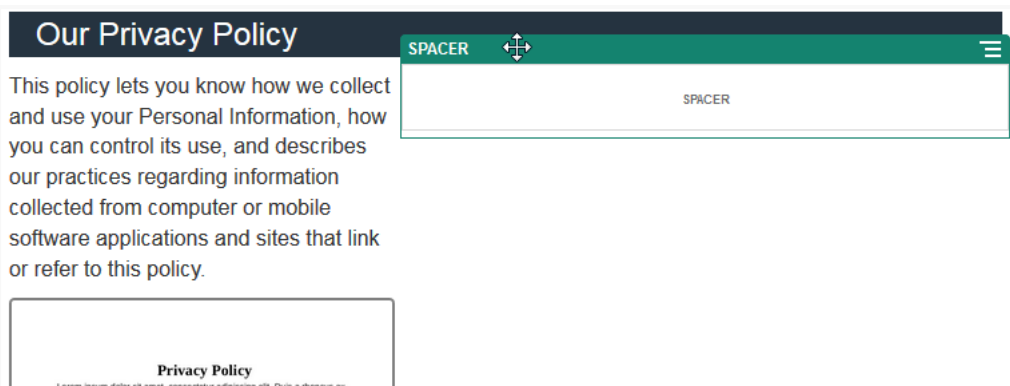 Our Privacy Policy
SPACER
SPACER
This policy lets you know how we collect
and use your Personal Information, how
you can control its use, and describes
our practices regarding information
collected from computer or mobile
software applications and sites that link
or refer to this policy.
Privacy Policy